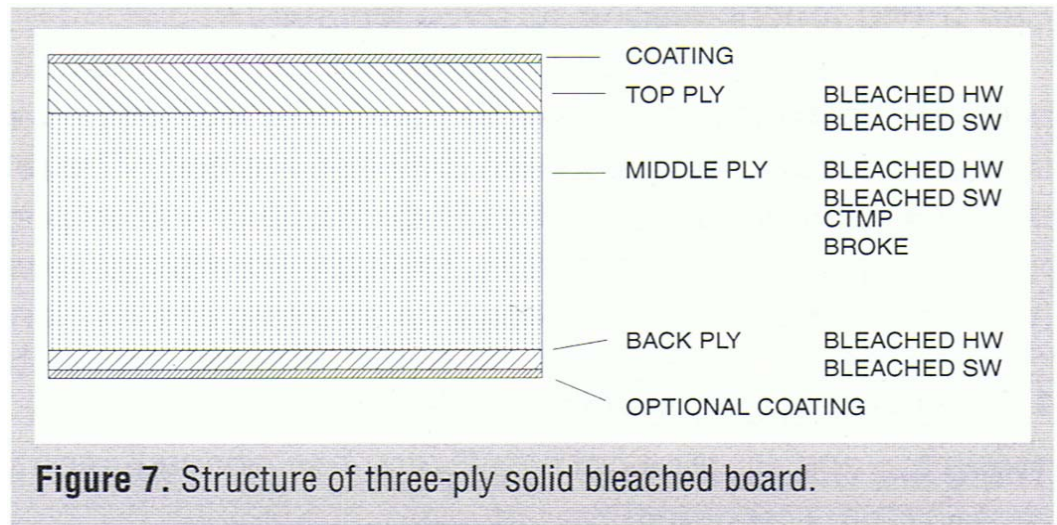 COATING
TOP PLY BLEACHED HW
BLEACHED SW
MIDDLE PLY BLEACHED HW
BLEACHED SW
CTMP
BROKE
BACK PLY BLEACHED HW
BLEACHED SW
OPTIONAL COATING
Figure 7. Structure of three-ply solid bleached board.